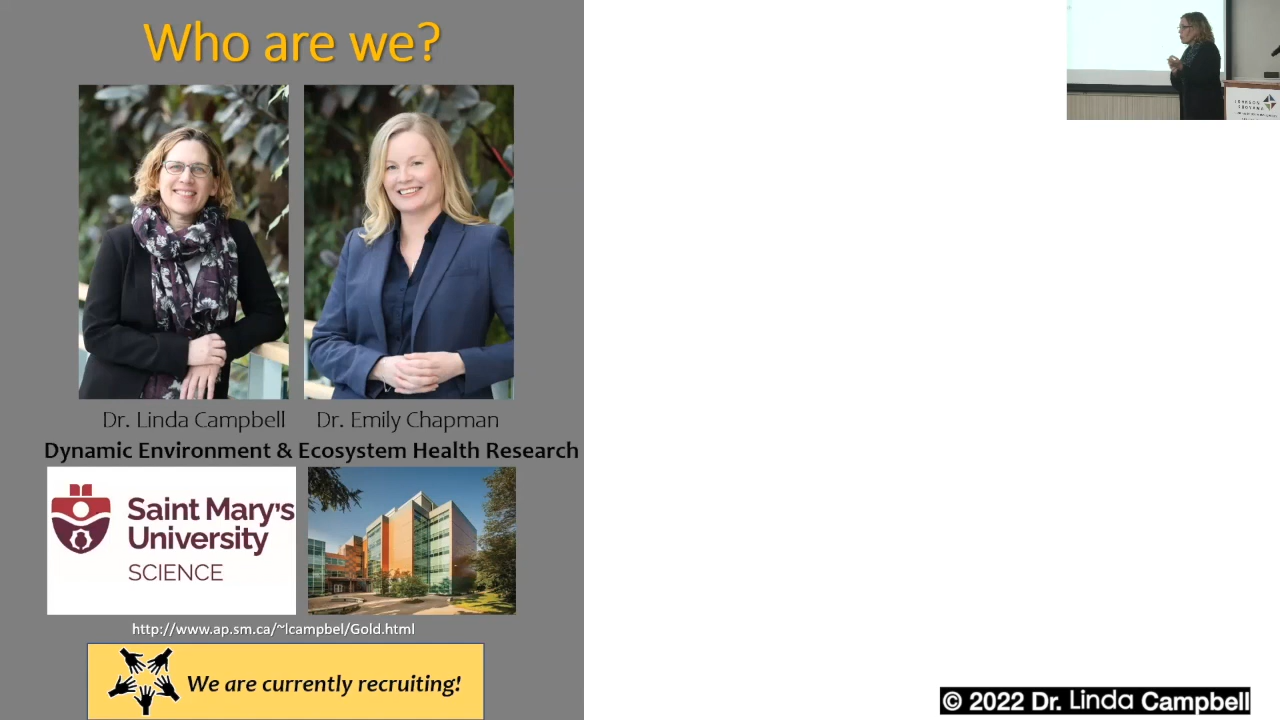 Who are we?
Dr. Linda Campbell
Dr. Emily Chapman
Dynamic Environment & Ecosystem Health Research
Saint Mary's
University
SCIENCE
http://www.ap.sm.ca/~lcampbel/Gold.html
We are currently recruiting!
© 2022 Dr. Linda Campbell